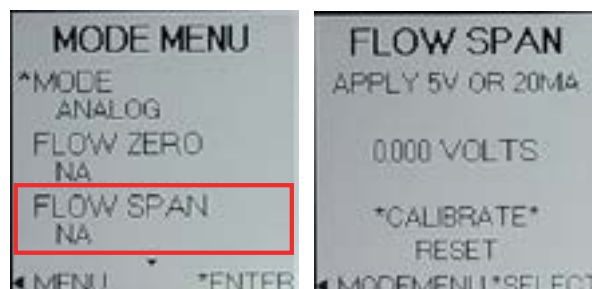 MODE MENU
^MODE
ANALOG
FLOW ZERO
NA
FLOW SPAN
NA
◀ MENU *ENTER
FLOW SPAN
APPLY 5V OR 20MA
0.000 VOLTS
*CALIBRATE*
RESET
◀ MODEMENU *SELECT